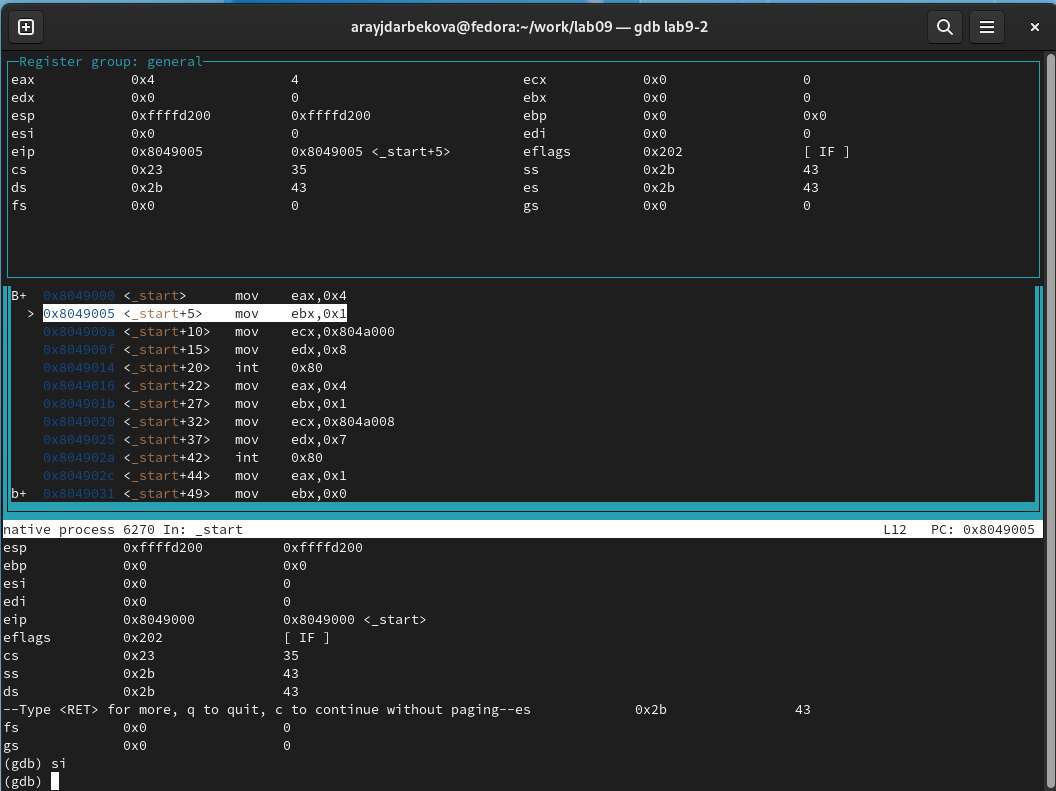 arayjdarbekova@fedora:~/work/lab09 — gdb lab9-2
Register group: general
eax 0x4 4 ecx 0x0 0
edx 0x0 0 ebx 0x0 0
esp 0xffffd200 0xffffd200 ebp 0x0 0x0
esi 0x0 0 edi 0x0 0
eip 0x8049005 0x8049005 <_start+5> eflags 0x202 [ IF ]
cs 0x23 35 ss 0x2b 43
ds 0x2b 43 es 0x2b 43
fs 0x0 0 gs 0x0 0
B+ 0x8049000 <_start> mov eax,0x4
> 0x8049005 <_start+5> mov ebx,0x1
0x804900a <_start+10> mov ecx,0x804a000
0x804900f <_start+15> mov edx,0x8
0x8049014 <_start+20> int 0x80
0x8049016 <_start+22> mov eax,0x4
0x804901b <_start+27> mov ebx,0x1
0x8049020 <_start+32> mov ecx,0x804a008
0x8049025 <_start+37> mov edx,0x7
0x804902a <_start+42> int 0x80
0x804902c <_start+44> mov eax,0x1
b+ 0x8049031 <_start+49> mov ebx,0x0
native process 6270 In: _start L12 PC: 0x8049005
esp 0xffffd200 0xffffd200
ebp 0x0 0x0
esi 0x0 0
edi 0x0 0
eip 0x8049000 0x8049000 <_start>
eflags 0x202 [ IF ]
cs 0x23 35
ss 0x2b 43
ds 0x2b 43
--Type <RET> for more, q to quit, c to continue without paging--es 0x2b 43
fs 0x0 0
gs 0x0 0
(gdb) si
(gdb)